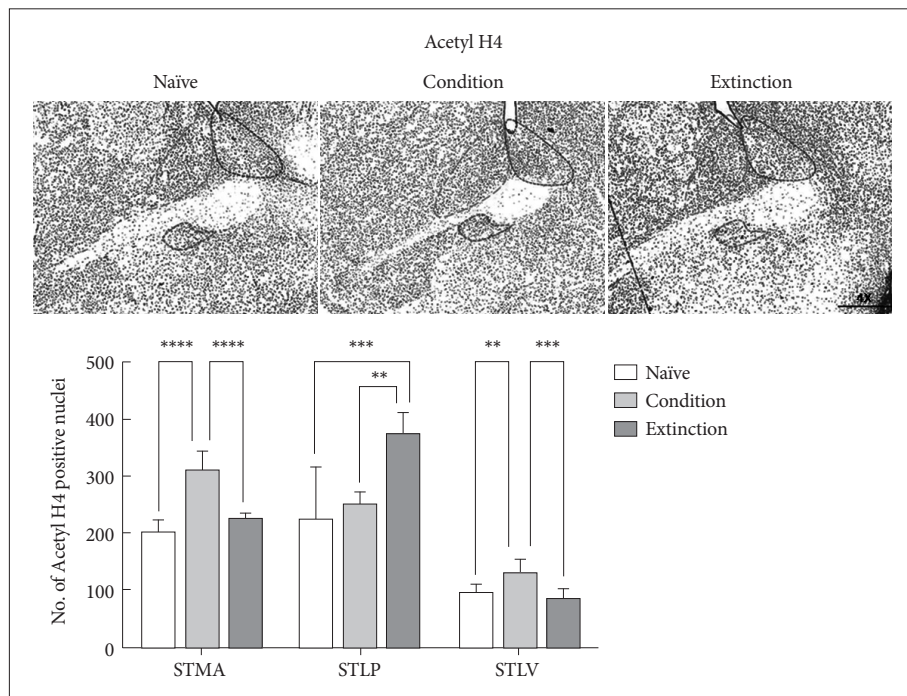 Acetyl H4
Naïve Condition Extinction
4X
**** **** *** ** ** ***
No. of Acetyl H4 positive nuclei
500
400
300
200
100
0
STMA STLP STLV
Naïve
Condition
Extinction